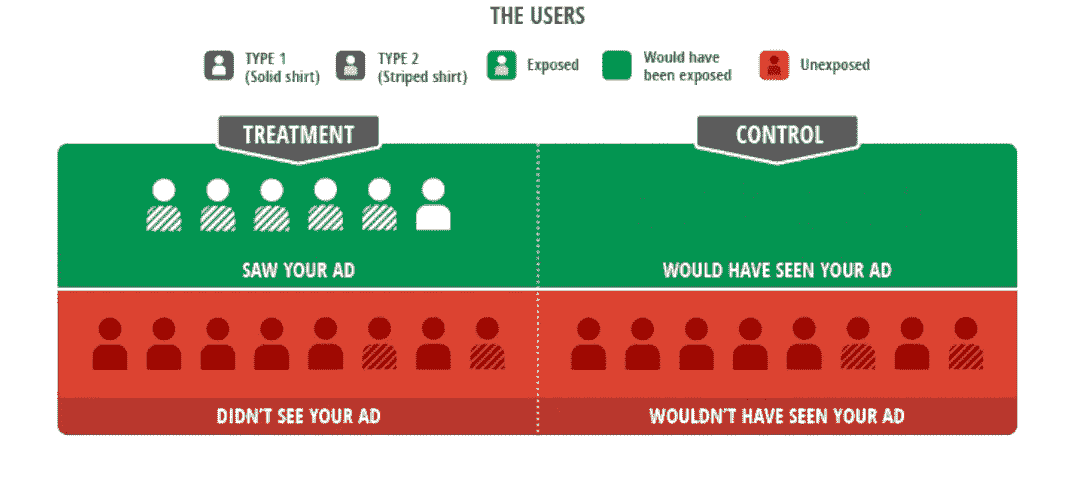 THE USERS
TYPE 1
(Solid shirt)
TYPE 2
(Striped shirt)
Exposed
Would have
been exposed
Unexposed
TREATMENT
CONTROL
SAW YOUR AD
WOULD HAVE SEEN YOUR AD
DIDN'T SEE YOUR AD
WOULDN'T HAVE SEEN YOUR AD